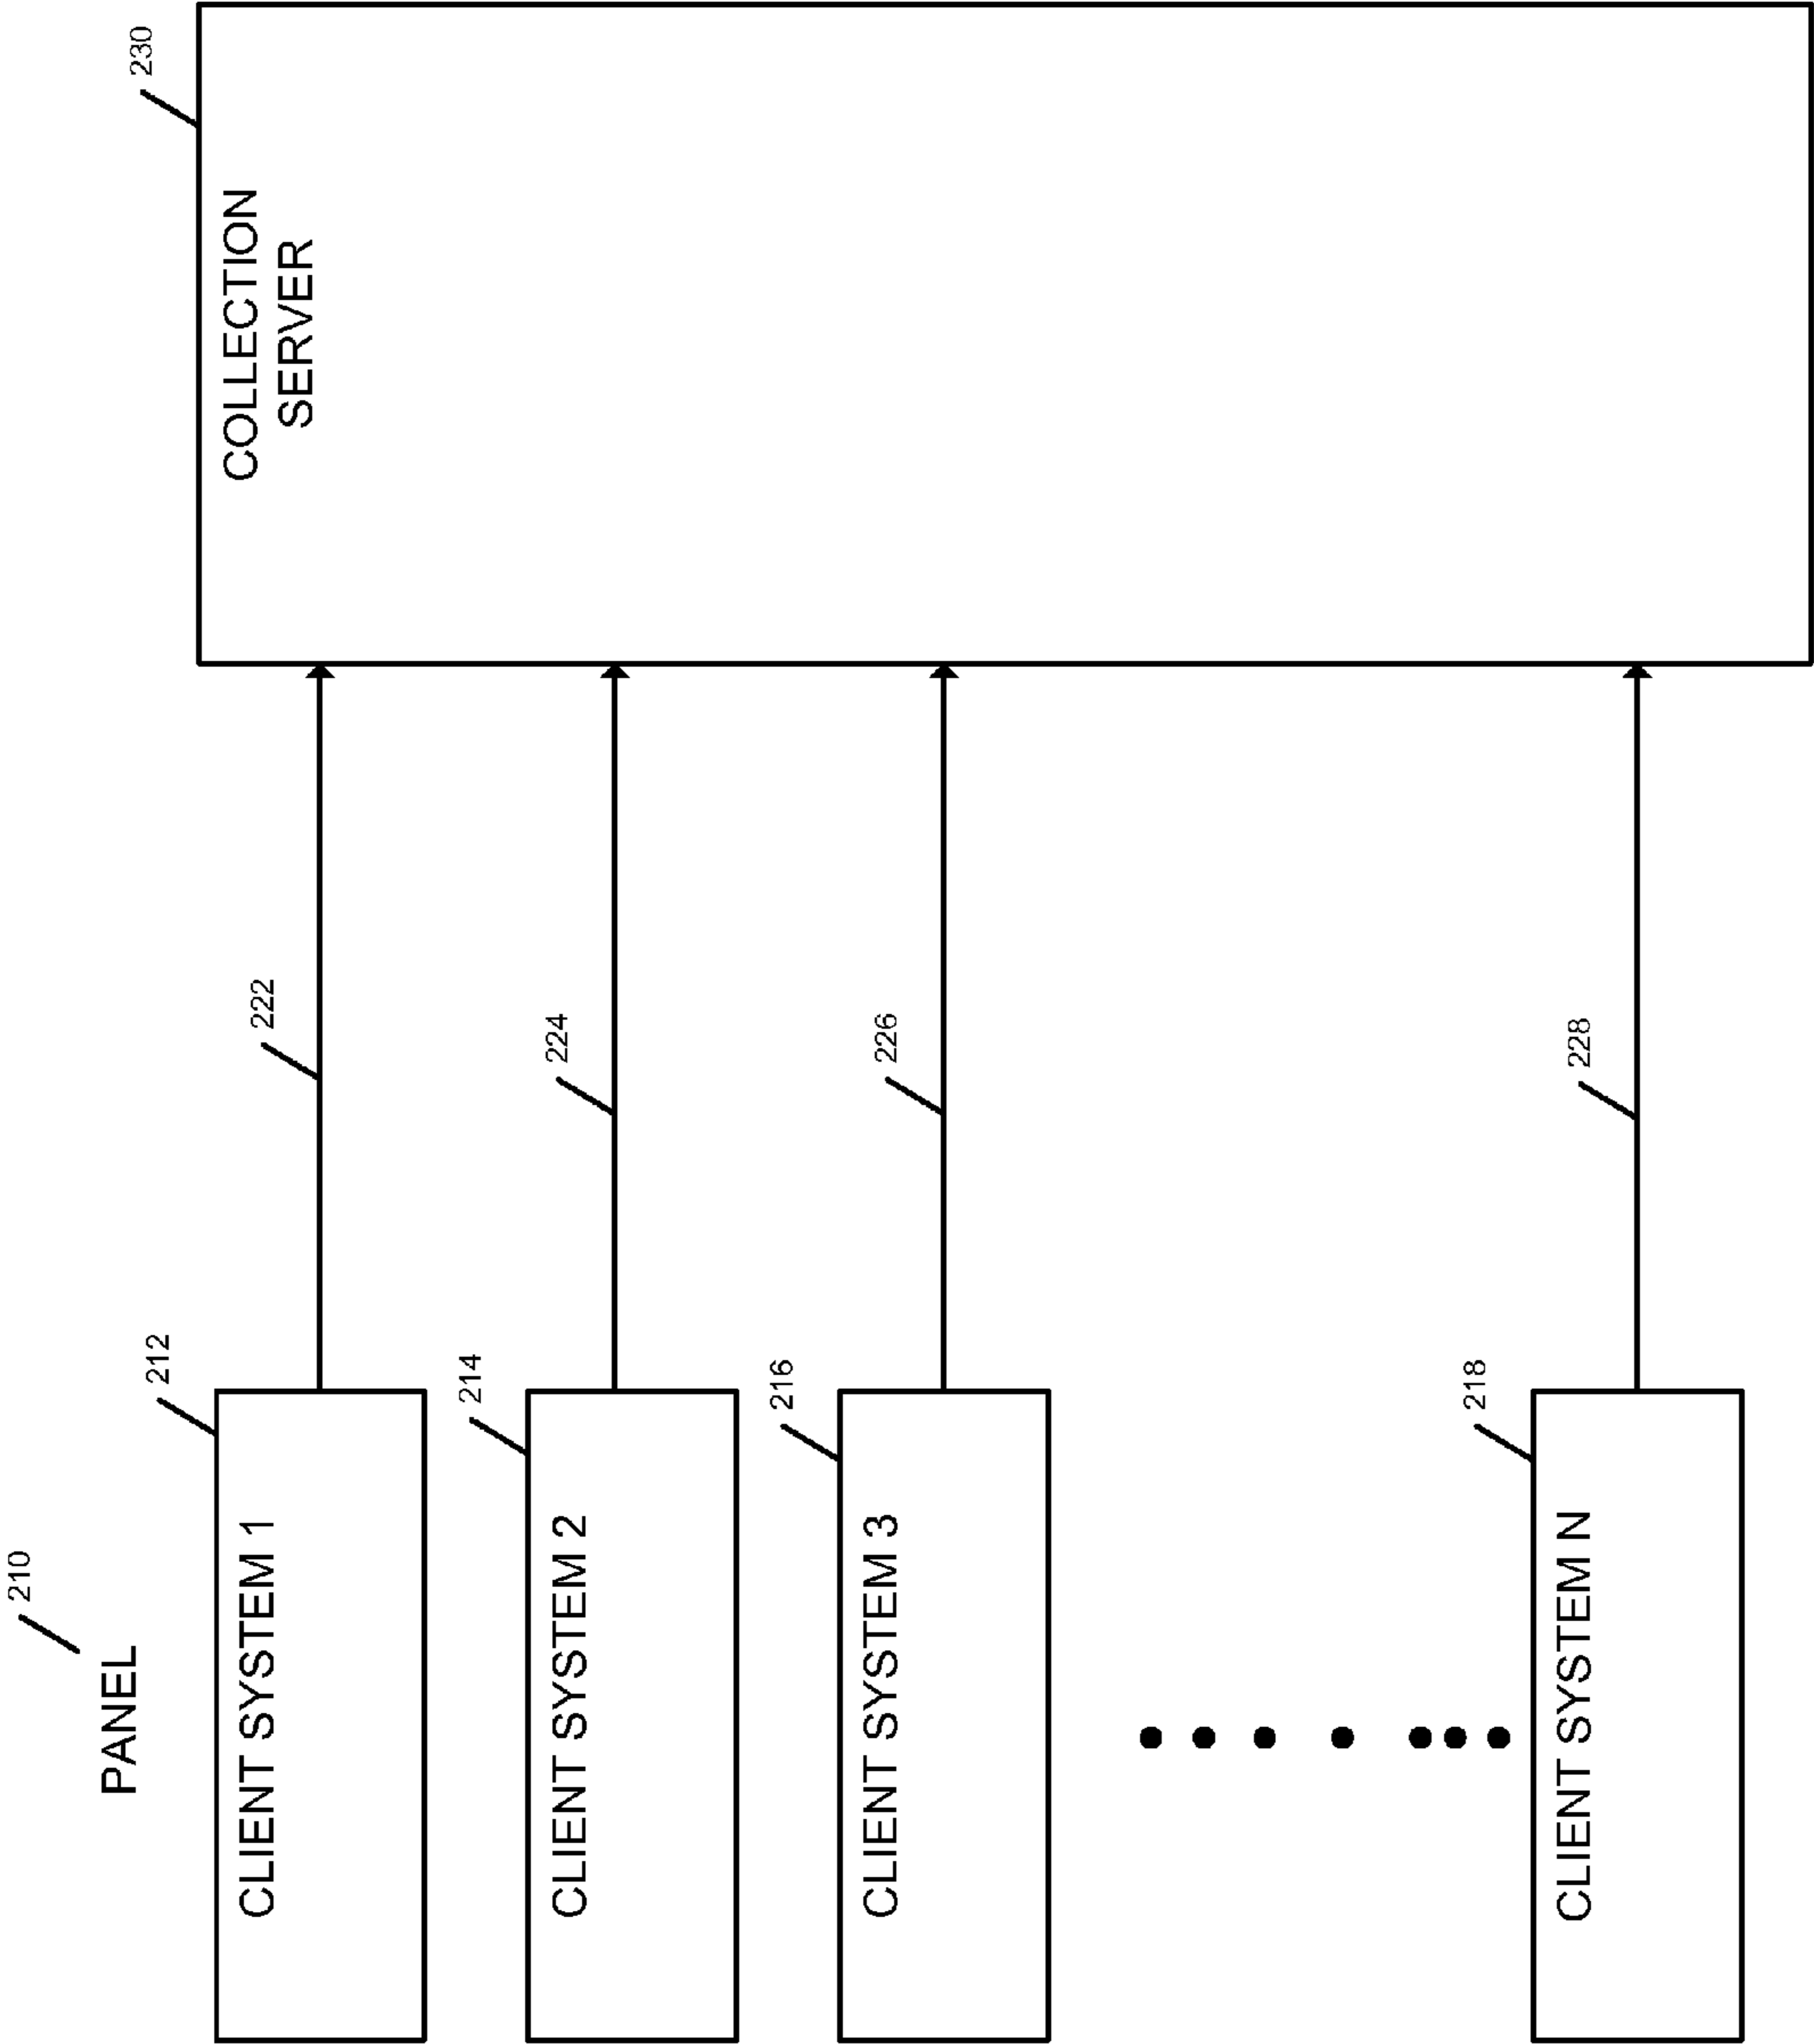 210
PANEL
212
CLIENT SYSTEM 1
222
230
COLLECTION
SERVER
214
CLIENT SYSTEM 2
224
216
CLIENT SYSTEM 3
226
218
CLIENT SYSTEM N
228